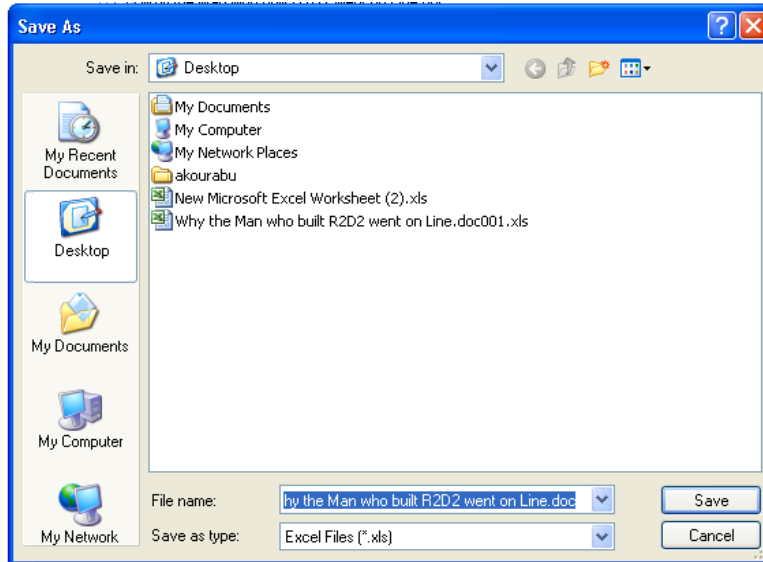 Save As
Save in:
Desktop
My Recent
Documents
Desktop
My Documents
My Computer
My Network
My Documents
My Computer
My Network Places
akourabu
New Microsoft Excel Worksheet (2).xls
Why the Man who built R2D2 went on Line.doc001.xls
File name:
hy the Man who built R2D2 went on Line.doc
Save
Save as type:
Excel Files (*.xls)
Cancel